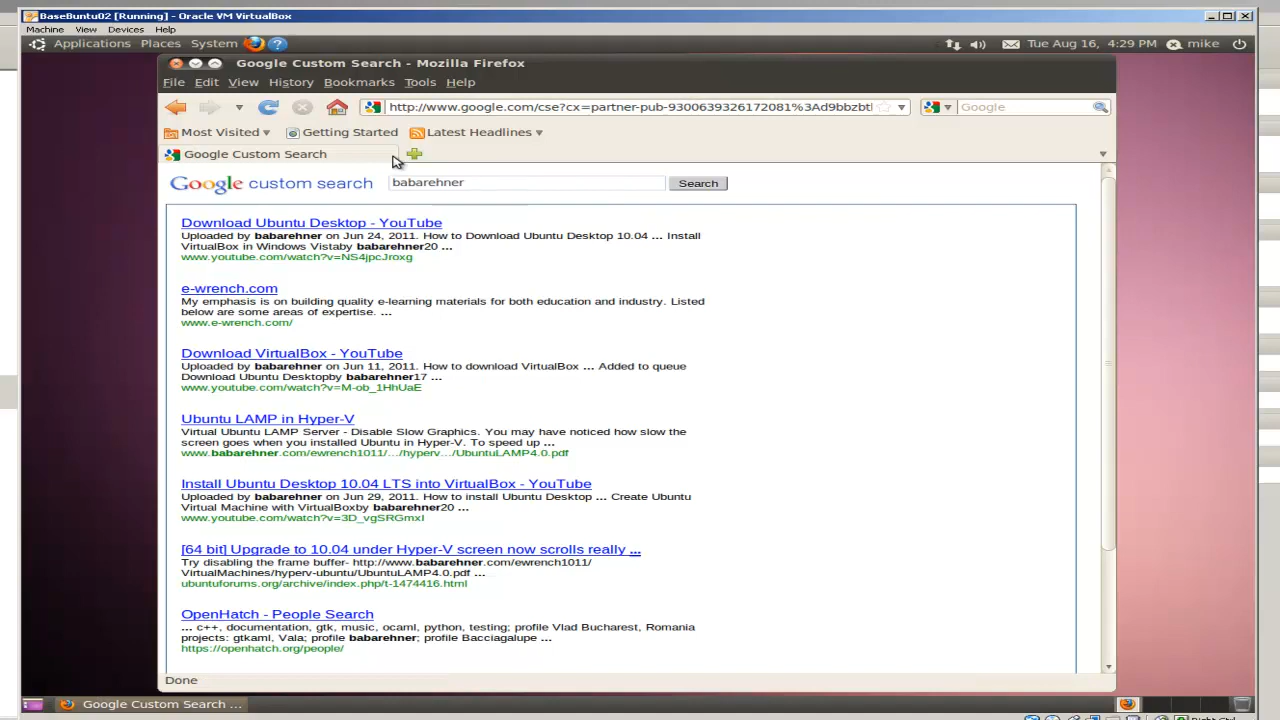 BaseBuntu02 [Running] - Oracle VM VirtualBox
Machine View Devices Help
Applications Places System Tue Aug 16, 4:29 PM mike
Google Custom Search - Mozilla Firefox
File Edit View History Bookmarks Tools Help
http://www.google.com/cse?cx=partner-pub-9300639326172081%3Ad9bbzbtl Google
Most Visited Getting Started Latest Headlines
Google Custom Search
Google custom search babarehner Search
Download Ubuntu Desktop - YouTube
Uploaded by babarehner on Jun 24, 2011. How to Download Ubuntu Desktop 10.04 ... Install
VirtualBox in Windows Vistaby babarehner20 ...
www.youtube.com/watch?v=NS4jpcJroxg
e-wrench.com
My emphasis is on building quality e-learning materials for both education and industry. Listed
below are some areas of expertise. ...
www.e-wrench.com/
Download VirtualBox - YouTube
Uploaded by babarehner on Jun 11, 2011. How to download VirtualBox ... Added to queue
Download Ubuntu Desktopby babarehner17 ...
www.youtube.com/watch?v=M-ob_1HhUaE
Ubuntu LAMP in Hyper-V
Virtual Ubuntu LAMP Server - Disable Slow Graphics. You may have noticed how slow the
screen goes when you installed Ubuntu in Hyper-V. To speed up ...
www.babarehner.com/ewrench1011/.../hyperv.../UbuntuLAMP4.0.pdf
Install Ubuntu Desktop 10.04 LTS into VirtualBox - YouTube
Uploaded by babarehner on Jun 29, 2011. How to install Ubuntu Desktop ... Create Ubuntu
Virtual Machine with VirtualBoxby babarehner20 ...
www.youtube.com/watch?v=3D_vgSRGmxI
[64 bit] Upgrade to 10.04 under Hyper-V screen now scrolls really ...
Try disabling the frame buffer- http://www.babarehner.com/ewrench1011/
VirtualMachines/hyperv-ubuntu/UbuntuLAMP4.0.pdf ...
ubuntuforums.org/archive/index.php/t-1474416.html
OpenHatch - People Search
... c++, documentation, gtk, music, ocaml, python, testing; profile Vlad Bucharest, Romania
projects: gtkaml, Vala; profile babarehner; profile Bacciagalupe ...
https://openhatch.org/people/
Done
Google Custom Search ...
Right Ctrl